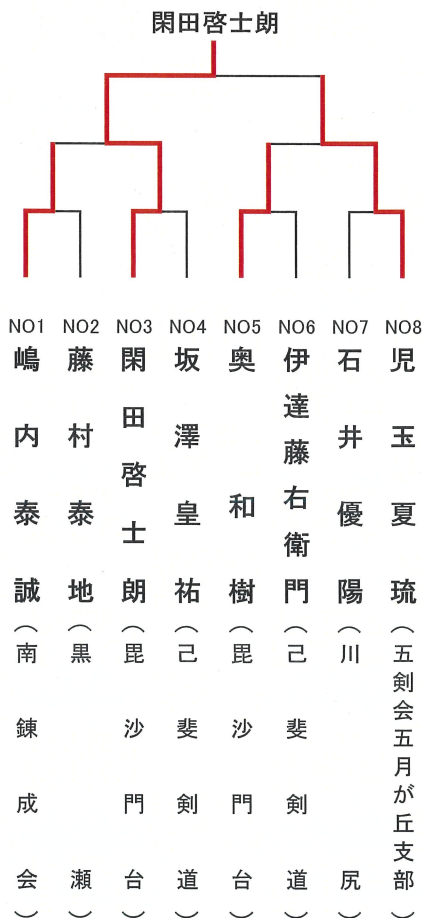 閑田啓士朗
NO1 NO2 NO3 NO4 NO5 NO6 NO7 NO8
嶋内泰誠(南錬成会)
藤村泰地(黒瀬)
閑田啓士朗(毘沙門台)
坂澤皇祐(己斐剣道)
奥和樹(毘沙門台)
伊達藤右衛門(己斐剣道)
石井優陽(川尻)
児玉夏琉(五剣会五月が丘支部)